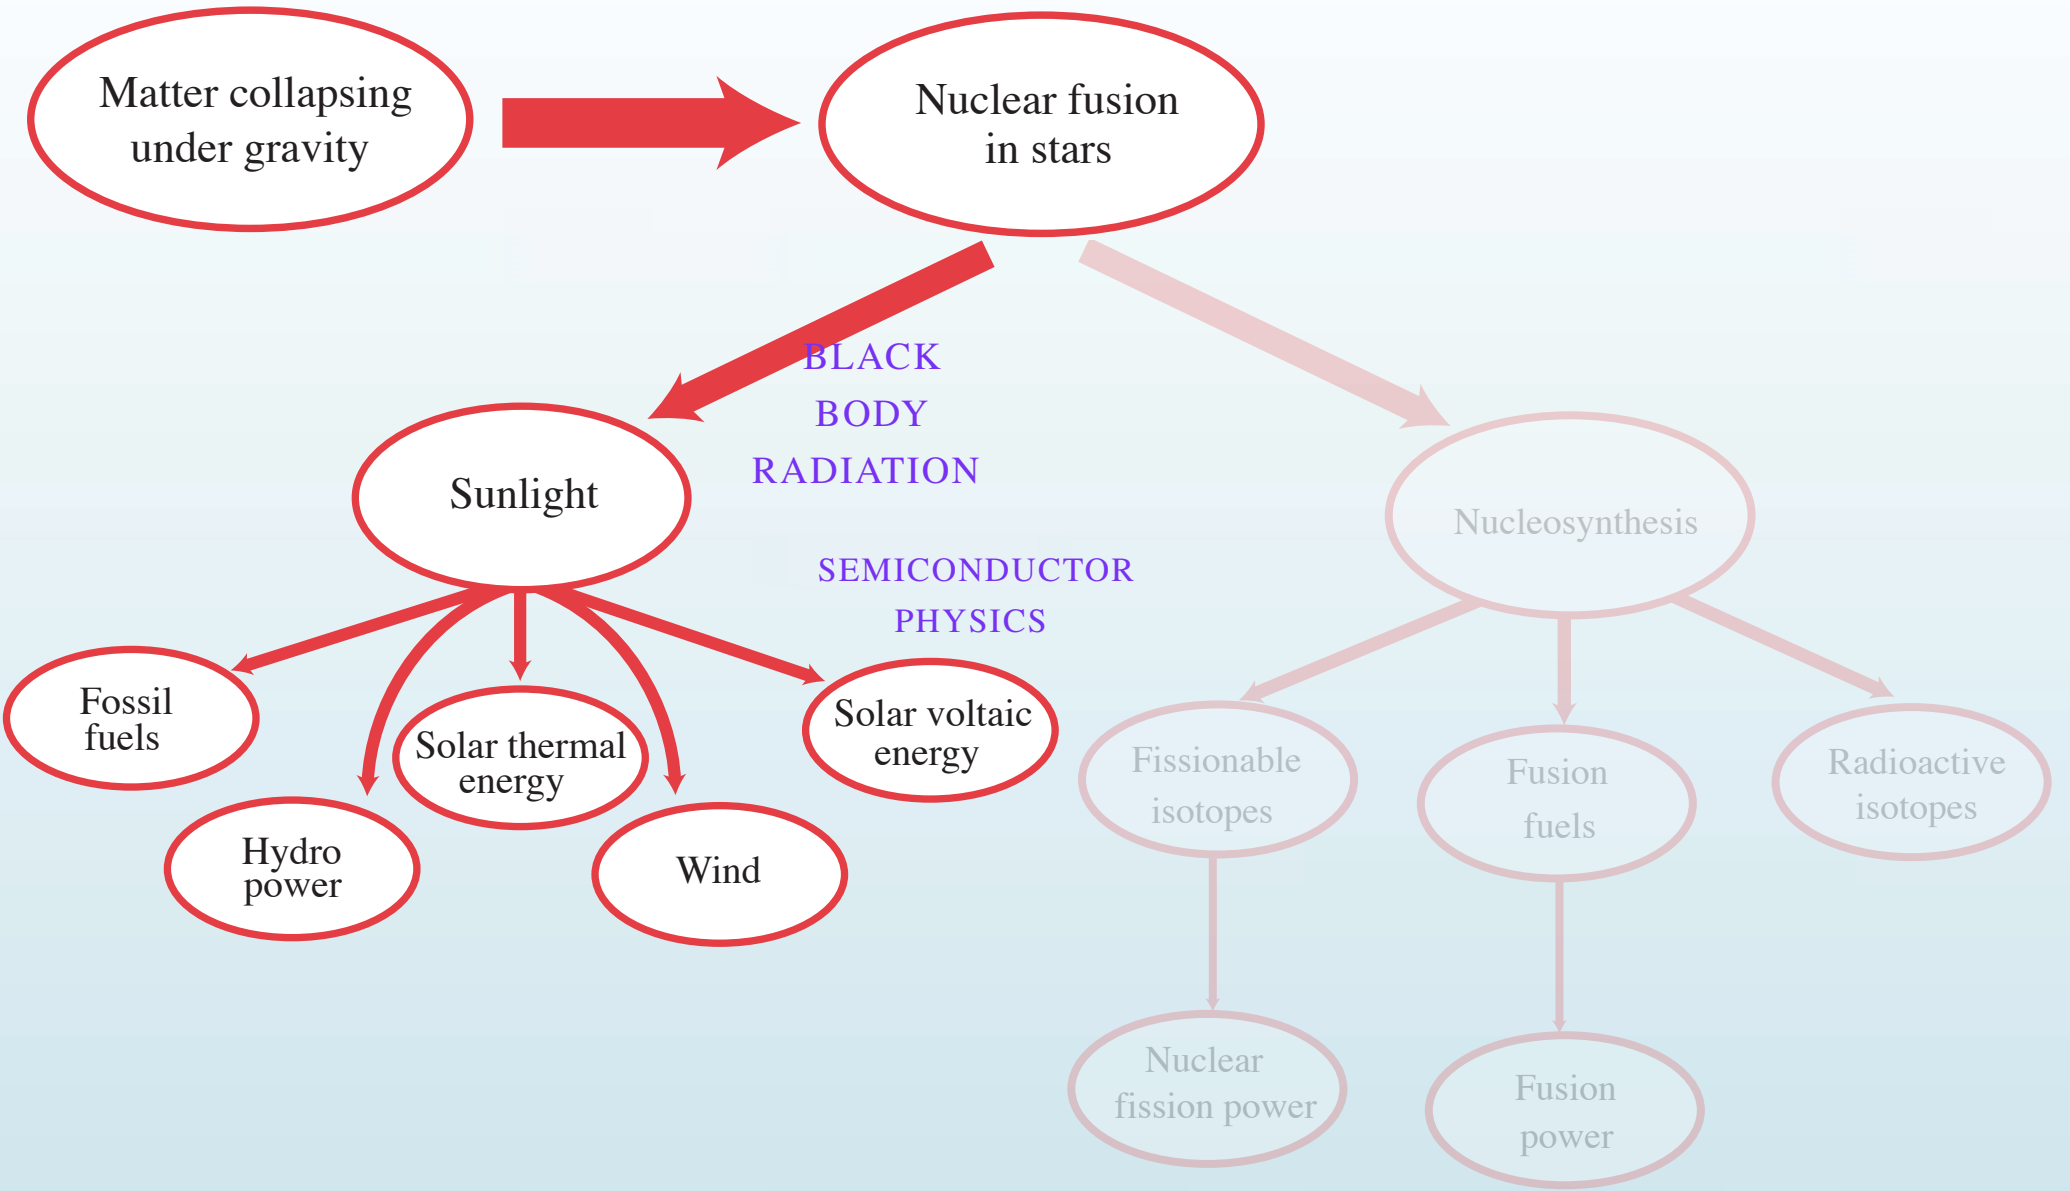 Matter collapsing
under gravity
Nuclear fusion
in stars
BLACK
BODY
RADIATION
Sunlight
Nucleosynthesis
SEMICONDUCTOR
PHYSICS
Fossil
fuels
Solar thermal
energy
Solar voltaic
energy
Hydro
power
Wind
Fissionable
isotopes
Fusion
fuels
Radioactive
isotopes
Nuclear
fission power
Fusion
power